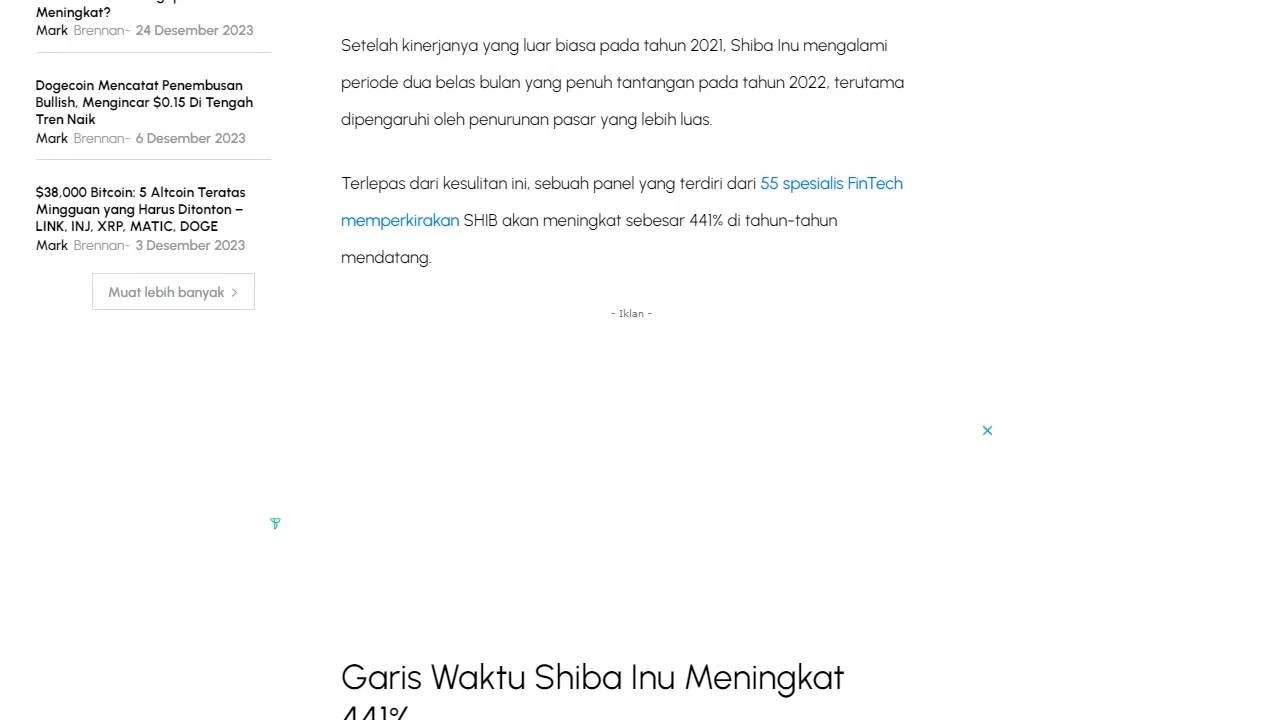 Meningkat?
Mark Brennan- 24 Desember 2023
Dogecoin Mencatat Penembusan
Bullish, Mengincar $0.15 Di Tengah
Tren Naik
Mark Brennan- 6 Desember 2023
$38,000 Bitcoin: 5 Altcoin Teratas
Mingguan yang Harus Ditonton –
LINK, INJ, XRP, MATIC, DOGE
Mark Brennan- 3 Desember 2023
Muat lebih banyak
Setelah kinerjanya yang luar biasa pada tahun 2021, Shiba Inu mengalami
periode dua belas bulan yang penuh tantangan pada tahun 2022, terutama
dipengaruhi oleh penurunan pasar yang lebih luas.
Terlepas dari kesulitan ini, sebuah panel yang terdiri dari 55 spesialis FinTech
memperkirakan SHIB akan meningkat sebesar 441% di tahun-tahun
mendatang.
- Iklan -
Garis Waktu Shiba Inu Meningkat
441%